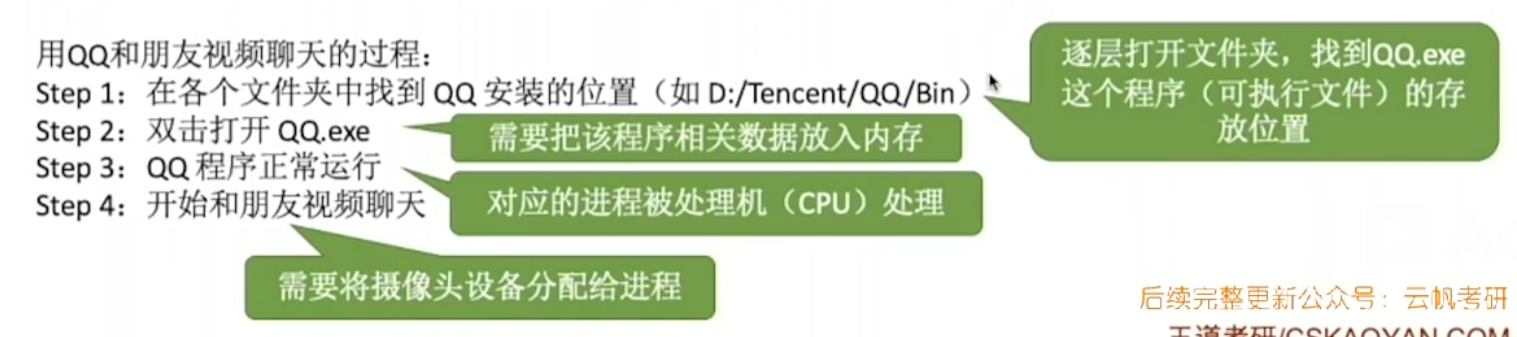 用QQ和朋友视频聊天的过程：
Step 1：在各个文件夹中找到 QQ 安装的位置（如 D:/Tencent/QQ/Bin）
逐层打开文件夹，找到QQ.exe
这个程序（可执行文件）的存
放位置
Step 2：双击打开 QQ.exe
需要把该程序相关数据放入内存
Step 3：QQ 程序正常运行
对应的进程被处理机（CPU）处理
Step 4：开始和朋友视频聊天
需要将摄像头设备分配给进程
后续完整更新公众号：云帆考研
王道考研/CSKAOYAN.COM